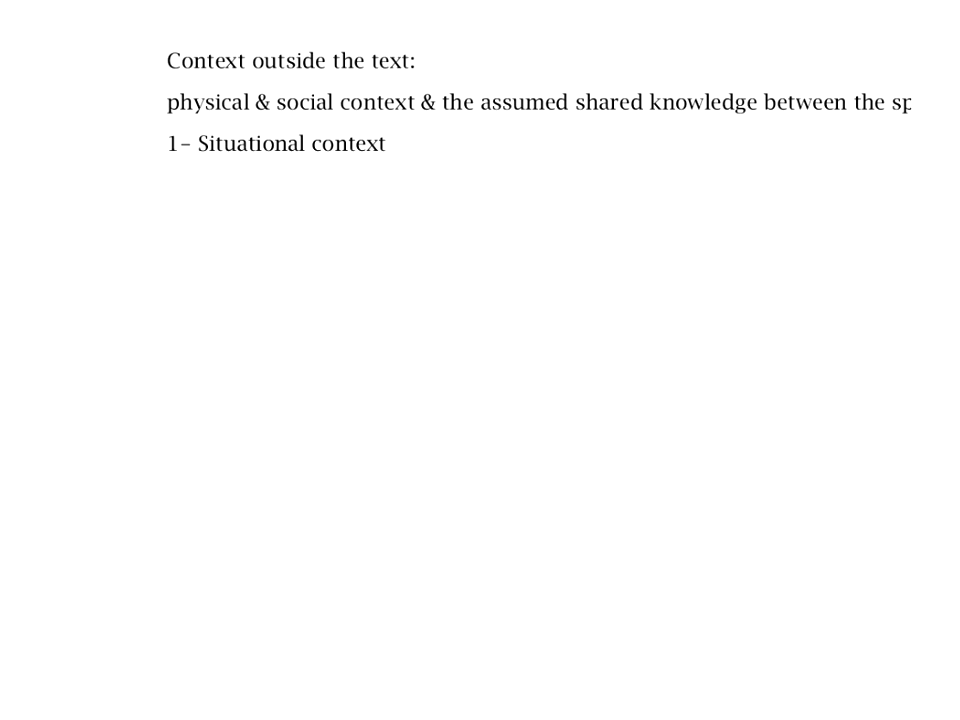 Context outside the text:
physical & social context & the assumed shared knowledge between the
1– Situational context